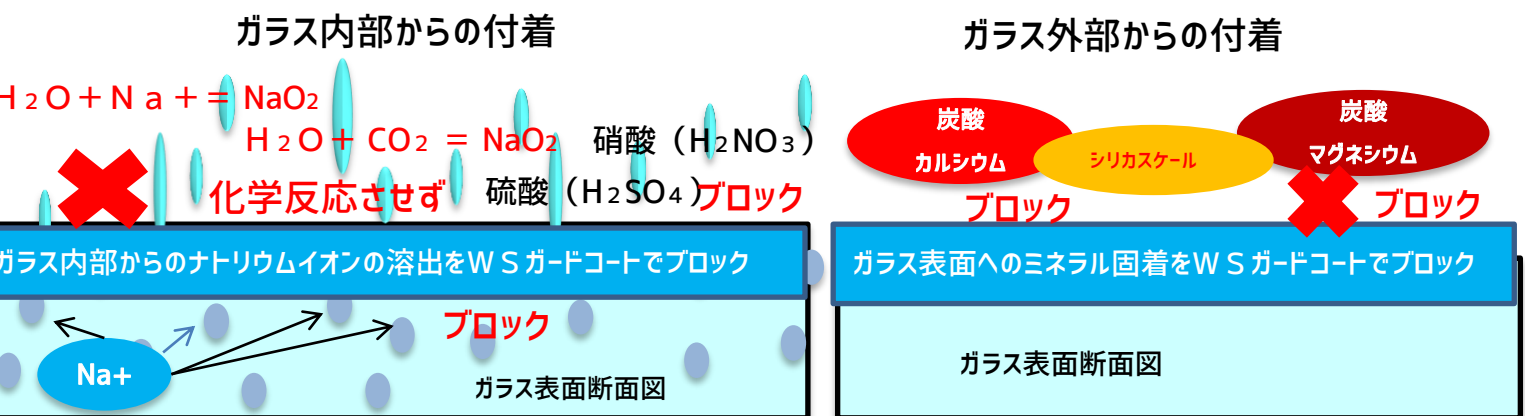 ガラス内部からの付着
H₂O+Na+=NaO₂
H₂O+CO₂=NaO₂ 硝酸(H₂NO₃)
化学反応させず 硫酸(H₂SO₄)ブロック
ガラス内部からのナトリウムイオンの溶出をWSガードコートでブロック
ブロック
Na+
ガラス表面断面図
ガラス外部からの付着
炭酸
カルシウム
シリカスケール
炭酸
マグネシウム
ブロック
ブロック
ガラス表面へのミネラル固着をWSガードコートでブロック
ガラス表面断面図